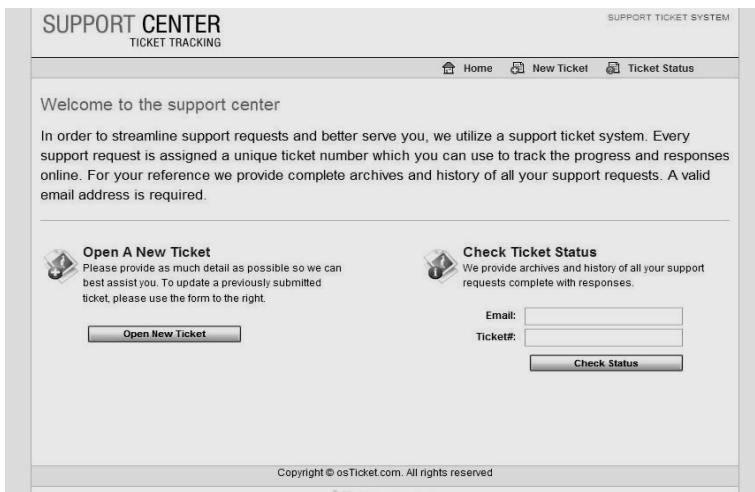 SUPPORT CENTER
TICKET TRACKING
SUPPORT TICKET SYSTEM
Home New Ticket Ticket Status
Welcome to the support center
In order to streamline support requests and better serve you, we utilize a support ticket system. Every
support request is assigned a unique ticket number which you can use to track the progress and responses
online. For your reference we provide complete archives and history of all your support requests. A valid
email address is required.
Open A New Ticket
Please provide as much detail as possible so we can
best assist you. To update a previously submitted
ticket, please use the form to the right.
Open New Ticket
Check Ticket Status
We provide archives and history of all your support
requests complete with responses.
Email:
Ticket#:
Check Status
Copyright © osTicket.com. All rights reserved